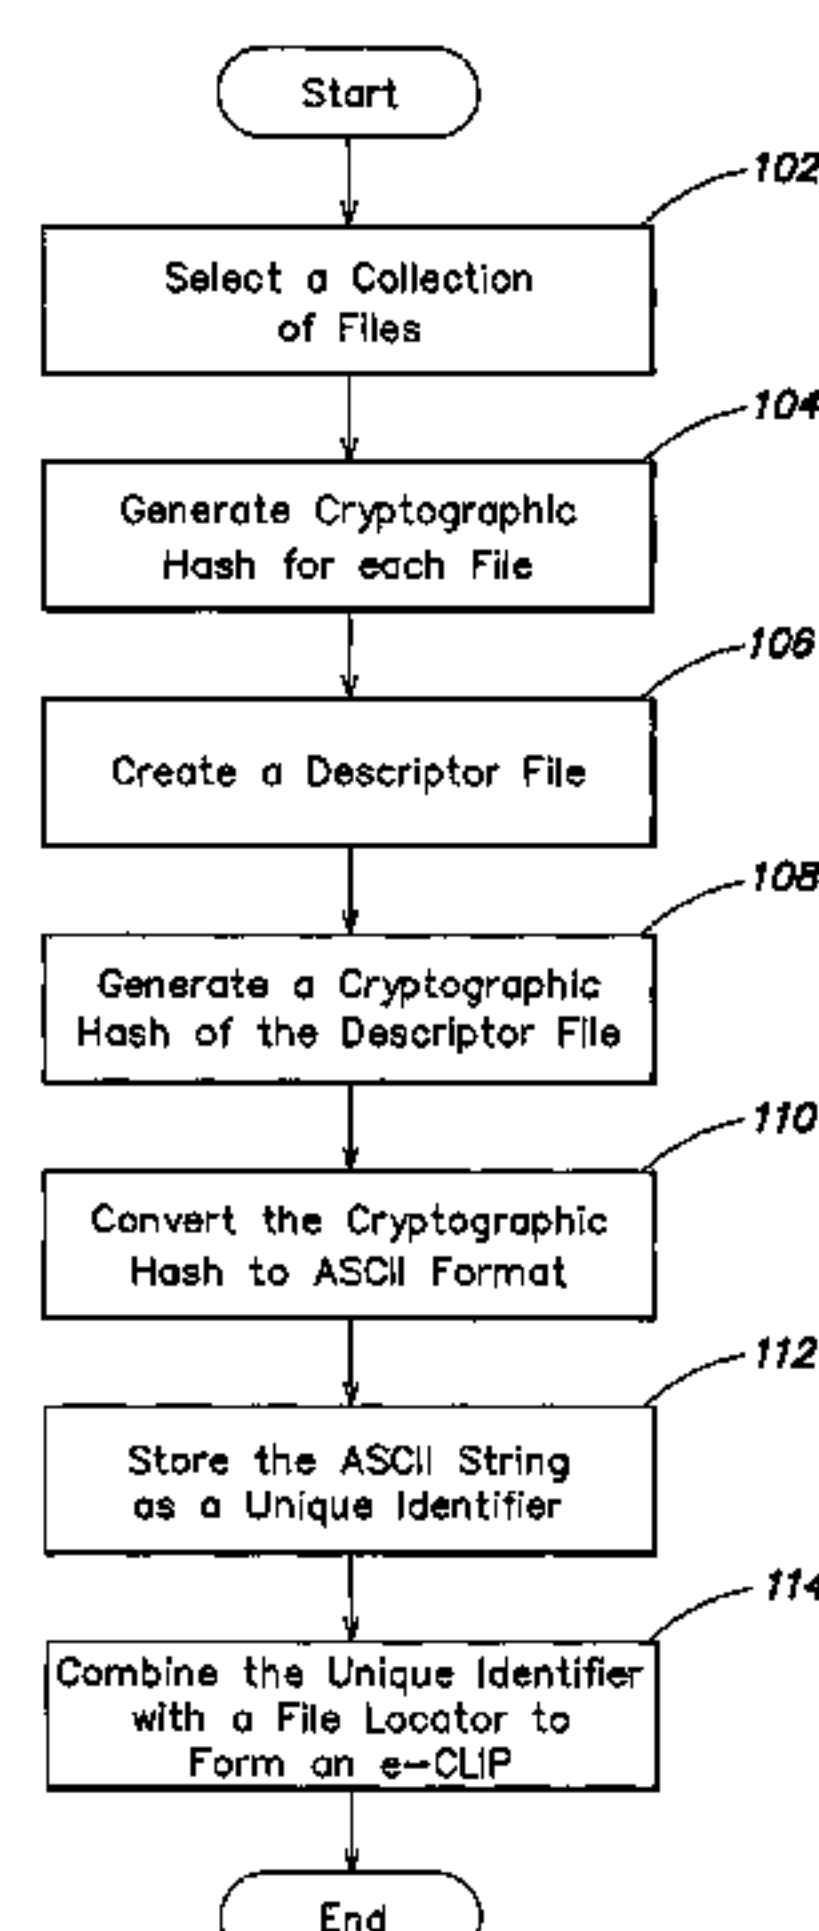 Start
102
Select a Collection
of Files
104
Generate Cryptographic
Hash for each File
106
Create a Descriptor File
108
Generate a Cryptographic
Hash of the Descriptor File
110
Convert the Cryptographic
Hash to ASCII Format
112
Store the ASCII String
as a Unique Identifier
114
Combine the Unique Identifier
with a File Locator to
Form an e-CLIP
End